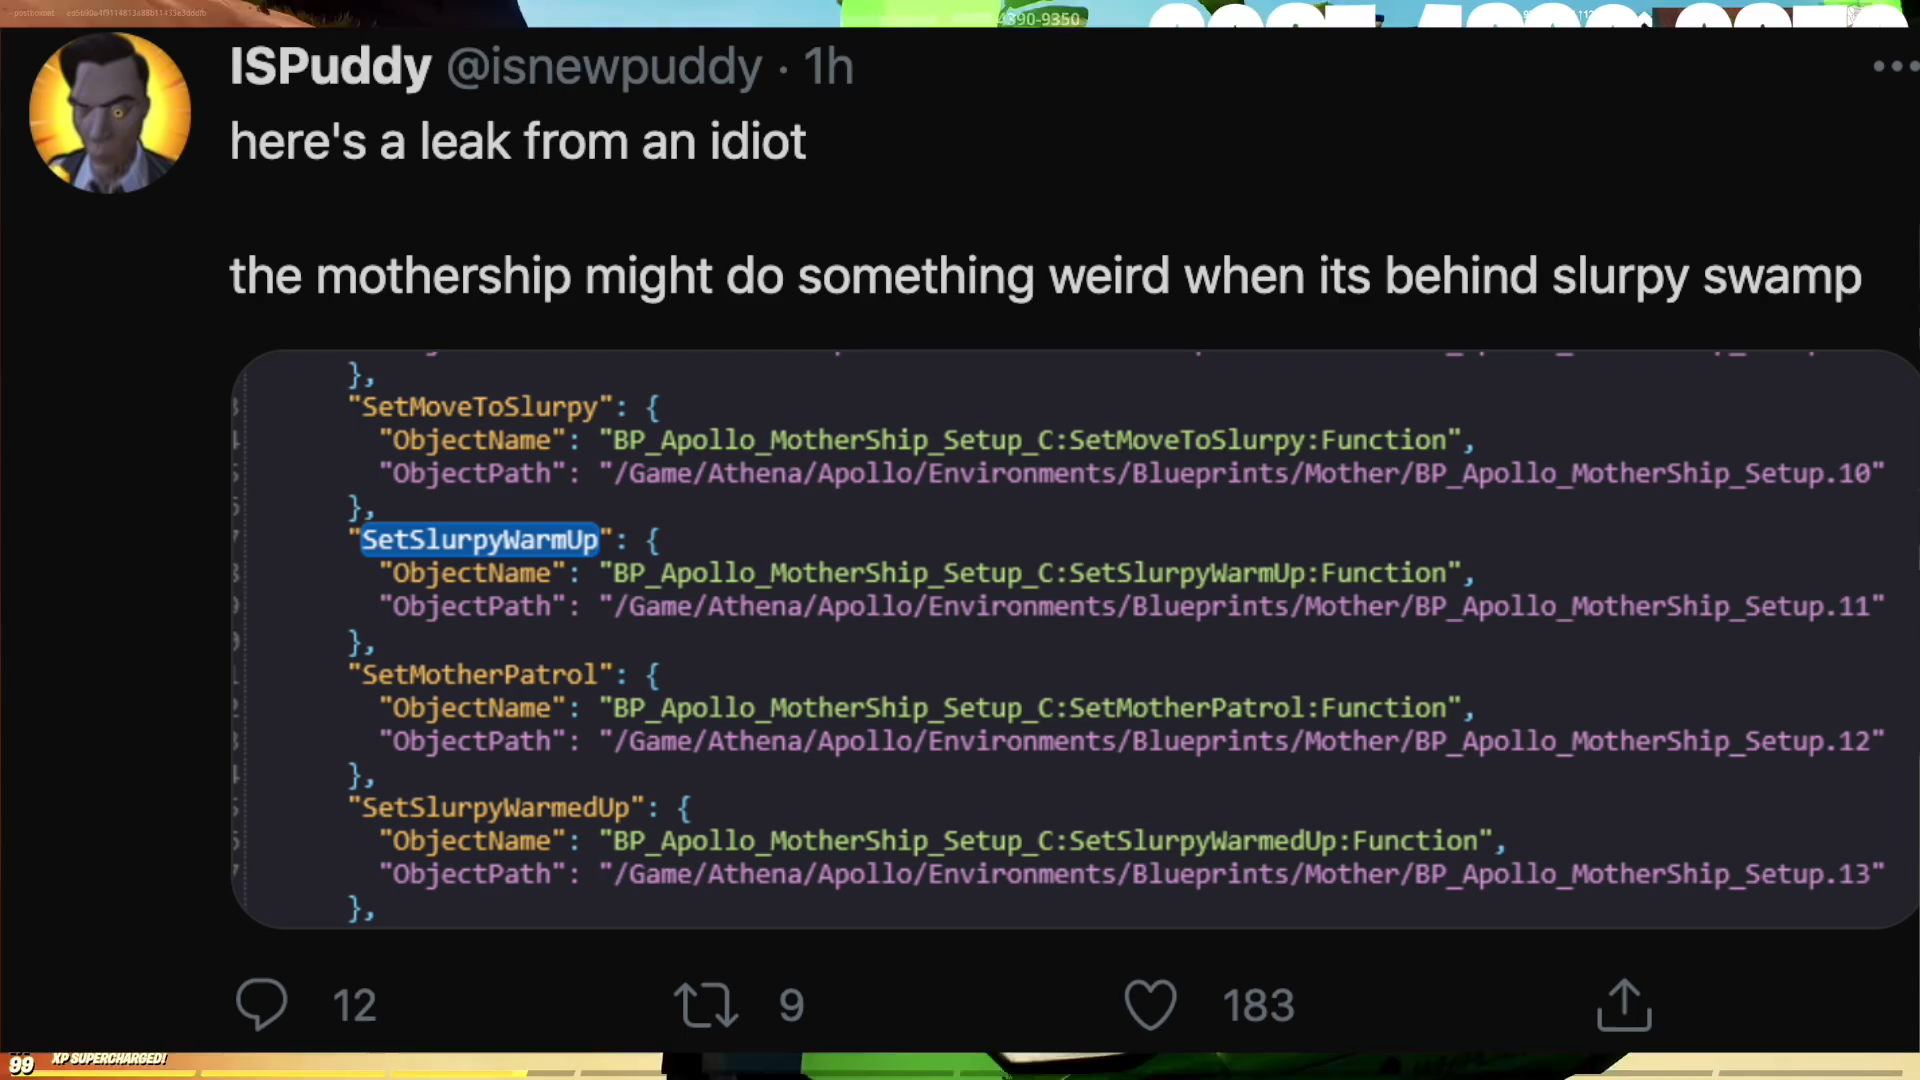 4390-9350
ISPuddy @isnewpuddy · 1h
here's a leak from an idiot
the mothership might do something weird when its behind slurpy swamp
},
"SetMoveToSlurpy": {
"ObjectName": "BP_Apollo_MotherShip_Setup_C:SetMoveToSlurpy:Function",
"ObjectPath": "/Game/Athena/Apollo/Environments/Blueprints/Mother/BP_Apollo_MotherShip_Setup.10"
},
"SetSlurpyWarmUp": {
"ObjectName": "BP_Apollo_MotherShip_Setup_C:SetSlurpyWarmUp:Function",
"ObjectPath": "/Game/Athena/Apollo/Environments/Blueprints/Mother/BP_Apollo_MotherShip_Setup.11"
},
"SetMotherPatrol": {
"ObjectName": "BP_Apollo_MotherShip_Setup_C:SetMotherPatrol:Function",
"ObjectPath": "/Game/Athena/Apollo/Environments/Blueprints/Mother/BP_Apollo_MotherShip_Setup.12"
},
"SetSlurpyWarmedUp": {
"ObjectName": "BP_Apollo_MotherShip_Setup_C:SetSlurpyWarmedUp:Function",
"ObjectPath": "/Game/Athena/Apollo/Environments/Blueprints/Mother/BP_Apollo_MotherShip_Setup.13"
},
12 9 183
99 XP SUPERCHARGED!